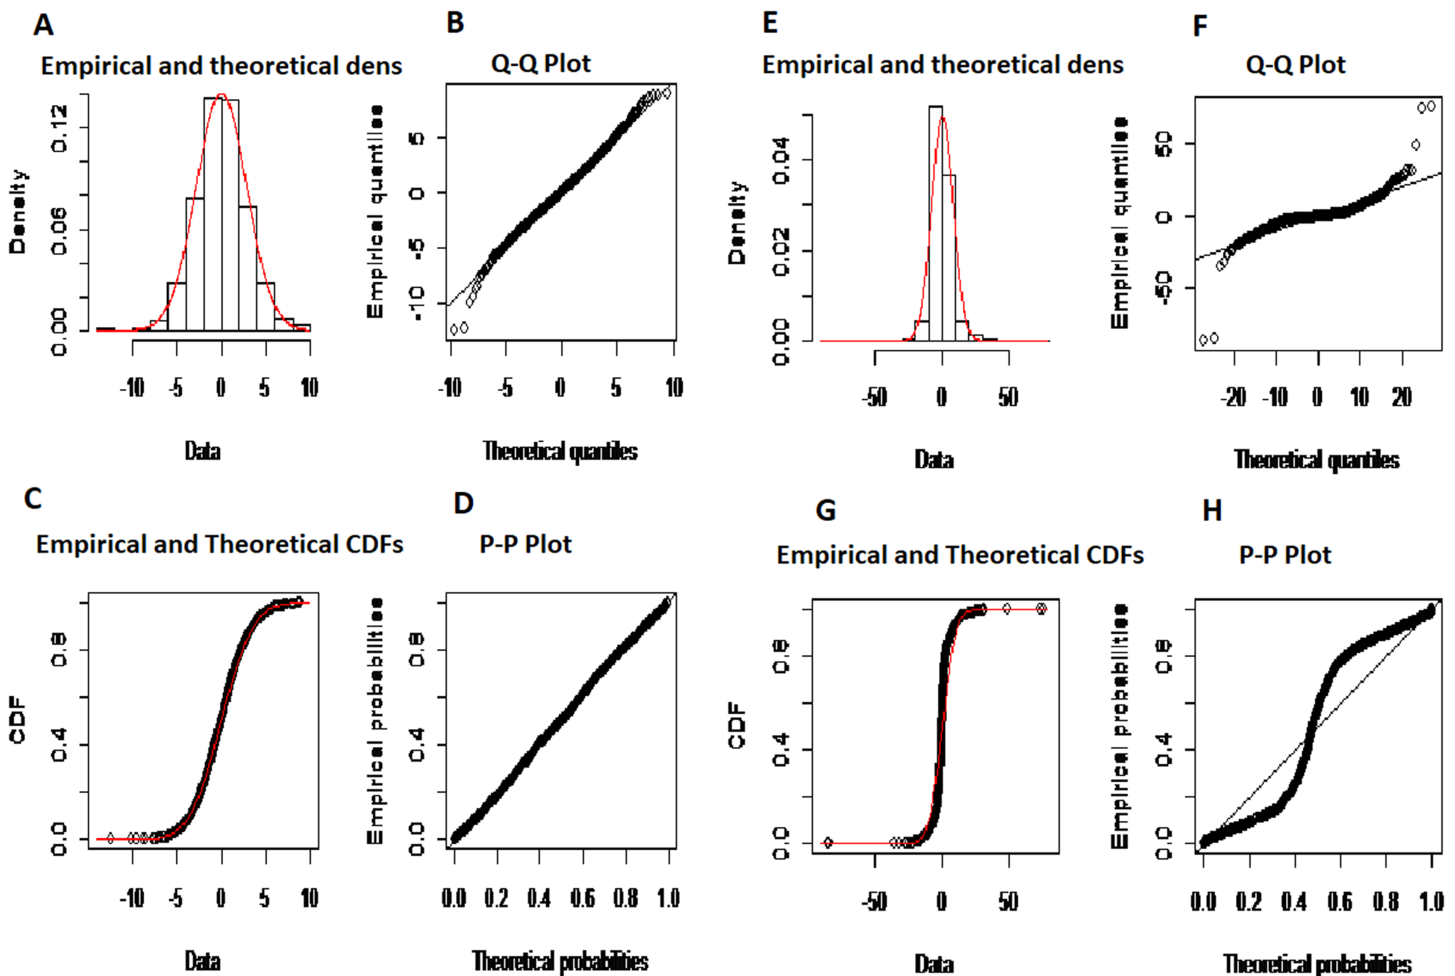 A
Empirical and theoretical dens
Density
0.00 0.06 0.12
-10 -5 0 5 10
Data
B
Q-Q Plot
Empirical quantiles
-10 -5 0 5
-10 -5 0 5 10
Theoretical quantiles
E
Empirical and theoretical dens
Density
0.00 0.02 0.04
-50 0 50
Data
F
Q-Q Plot
Empirical quantiles
-50 0 50
-20 -10 0 10 20
Theoretical quantiles
C
Empirical and Theoretical CDFs
CDF
0.0 0.4 0.8
-10 -5 0 5 10
Data
D
P-P Plot
Empirical probabilities
0.0 0.4 0.8
0.0 0.2 0.4 0.6 0.8 1.0
Theoretical probabilities
G
Empirical and Theoretical CDFs
CDF
0.0 0.4 0.8
-50 0 50
Data
H
P-P Plot
Empirical probabilities
0.0 0.4 0.8
0.0 0.2 0.4 0.6 0.8 1.0
Theoretical probabilities